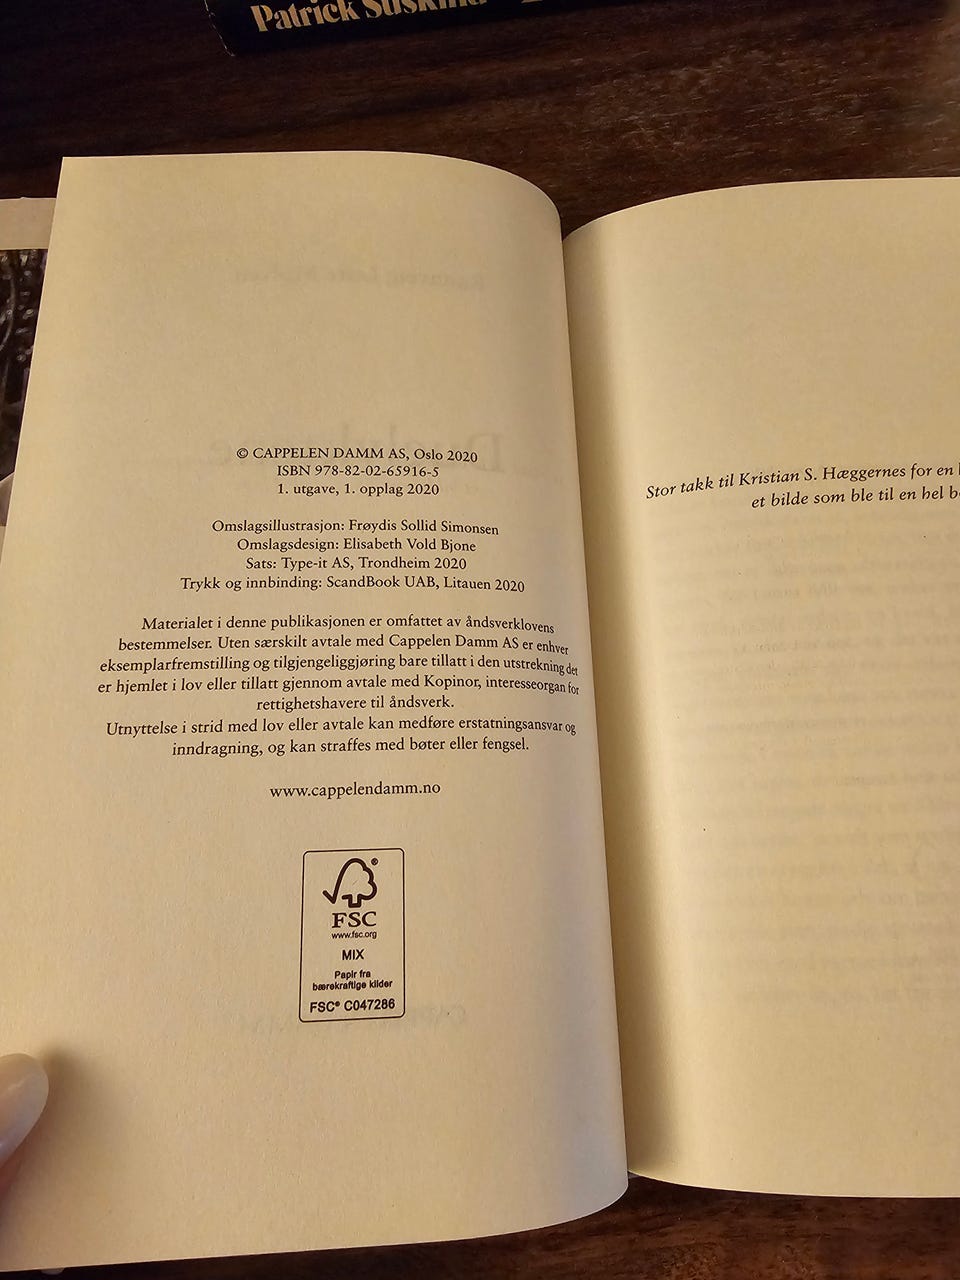 Patrick Süskind
© CAPPELEN DAMM AS, Oslo 2020
ISBN 978-82-02-65916-5
1. utgave, 1. opplag 2020
Omslagsillustrasjon: Frøydis Sollid Simonsen
Omslagsdesign: Elisabeth Vold Bjone
Sats: Type-it AS, Trondheim 2020
Trykk og innbinding: ScandBook UAB, Litauen 2020
Materialet i denne publikasjonen er omfattet av åndsverklovens
bestemmelser. Uten særskilt avtale med Cappelen Damm AS er enhver
eksemplarfremstilling og tilgjengeliggjøring bare tillatt i den utstrekning det
er hjemlet i lov eller tillatt gjennom avtale med Kopinor, interesseorgan for
rettighetshavere til åndsverk.
Utnyttelse i strid med lov eller avtale kan medføre erstatningsansvar og
inndragning, og kan straffes med bøter eller fengsel.
www.cappelendamm.no
®
FSC
www.fsc.org
MIX
Papir fra
bærekraftige kilder
FSC® C047286
Stor takk til Kristian S. Hæggernes for en
et bilde som ble til en hel